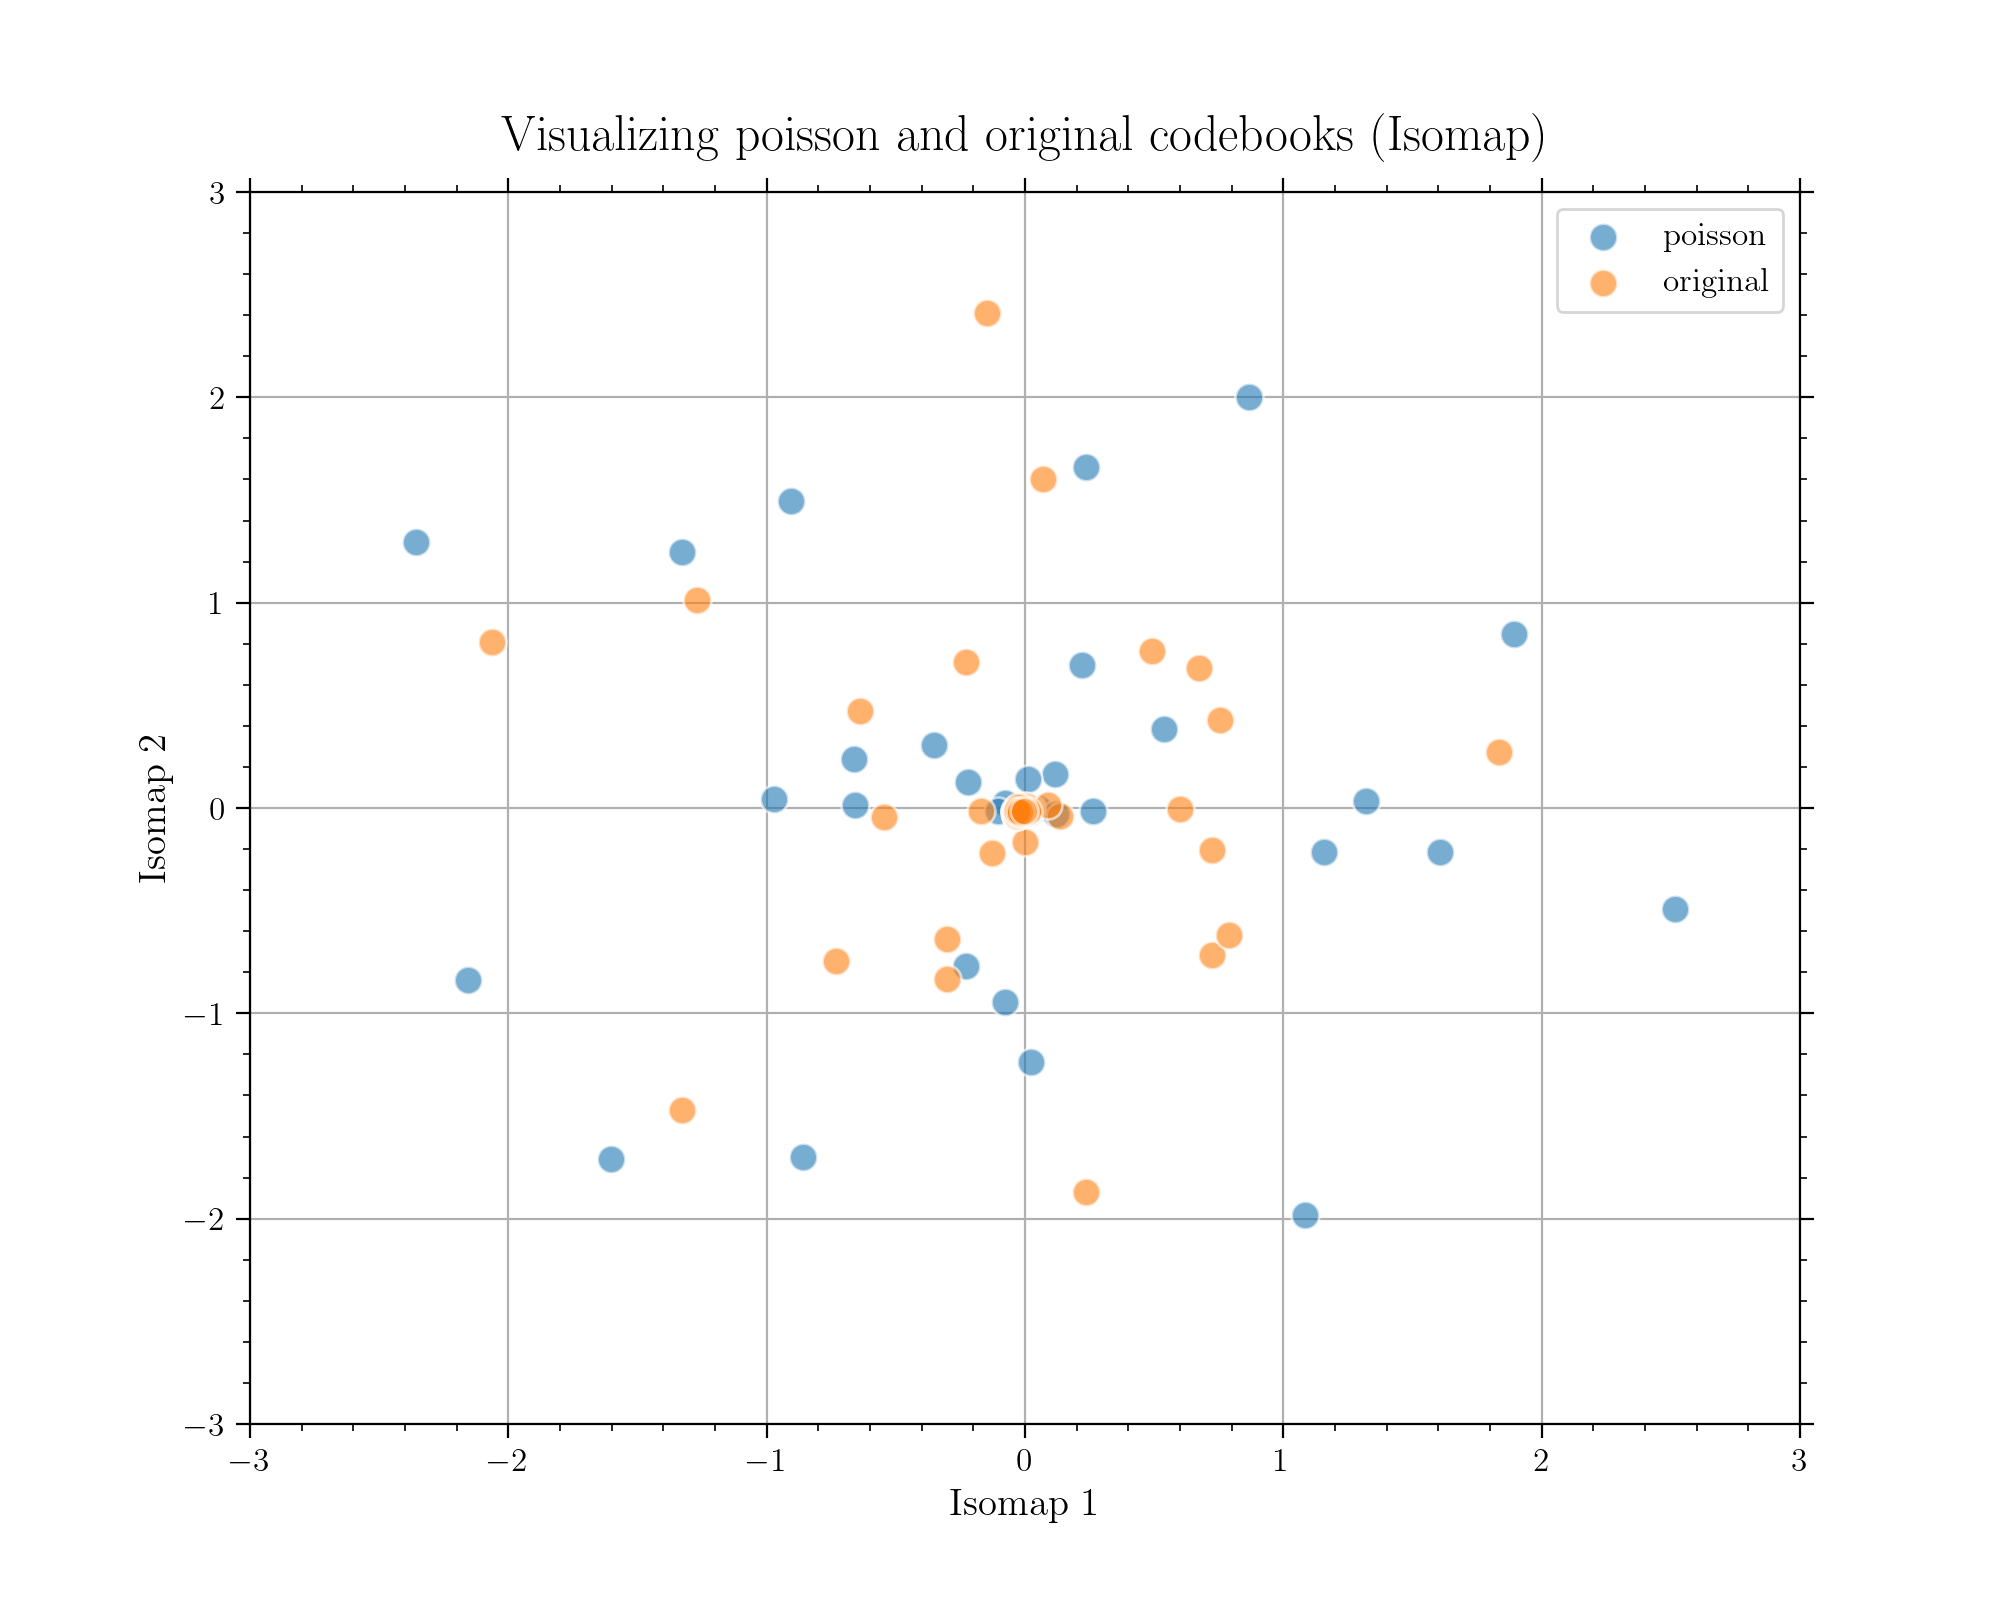 Visualizing poisson and original codebooks (Isomap)
poisson
original
3
2
1
0
−1
−2
−3
Isomap 2
−3
−2
−1
0
1
2
3
Isomap 1